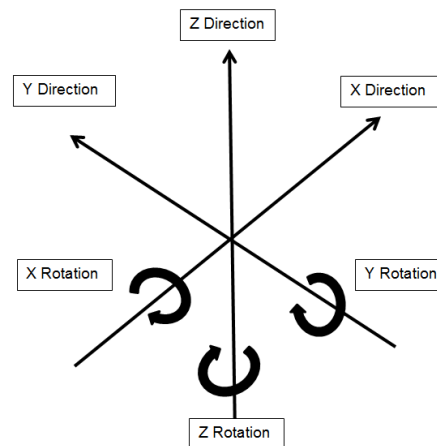 Z Direction
Y Direction
X Direction
X Rotation
Y Rotation
Z Rotation